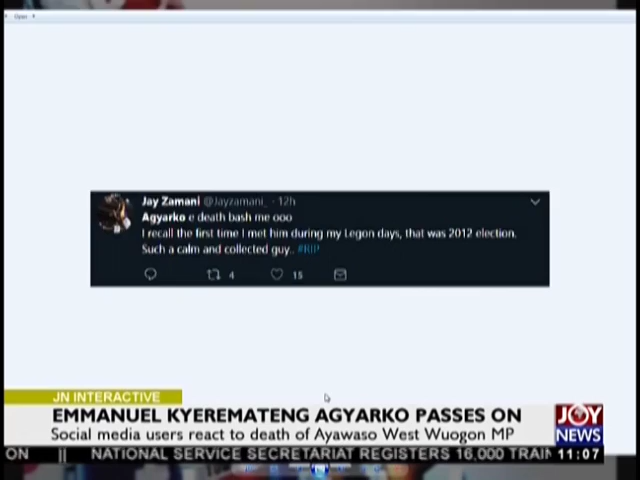 Open
Jay Zamani @Jayzamani_ · 12h
Agyarko e death bash me ooo
I recall the first time I met him during my Legon days, that was 2012 election.
Such a calm and collected guy.. #RIP
4 15
JN INTERACTIVE
EMMANUEL KYEREMATENG AGYARKO PASSES ON
Social media users react to death of Ayawaso West Wuogon MP
JOY
NEWS
ON || NATIONAL SERVICE SECRETARIAT REGISTERS 16,000 TRAIN
11:07